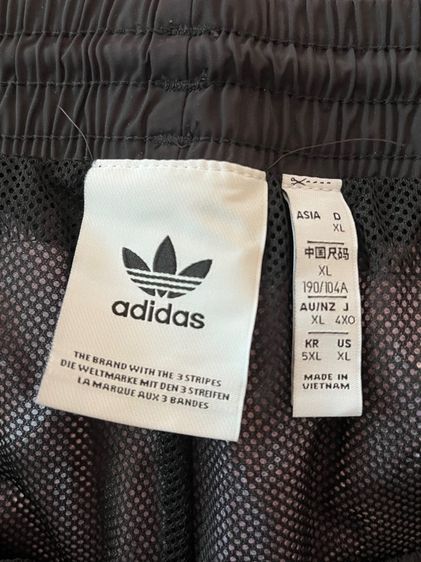 adidas
THE BRAND WITH THE 3 STRIPES
DIE WELTMARKE MIT DEN 3 STREIFEN
LA MARQUE AUX 3 BANDES
ASIA D
XL
中国尺码
XL
190/104A
AU/NZ J
XL 4XO
KR US
5XL XL
MADE IN
VIETNAM